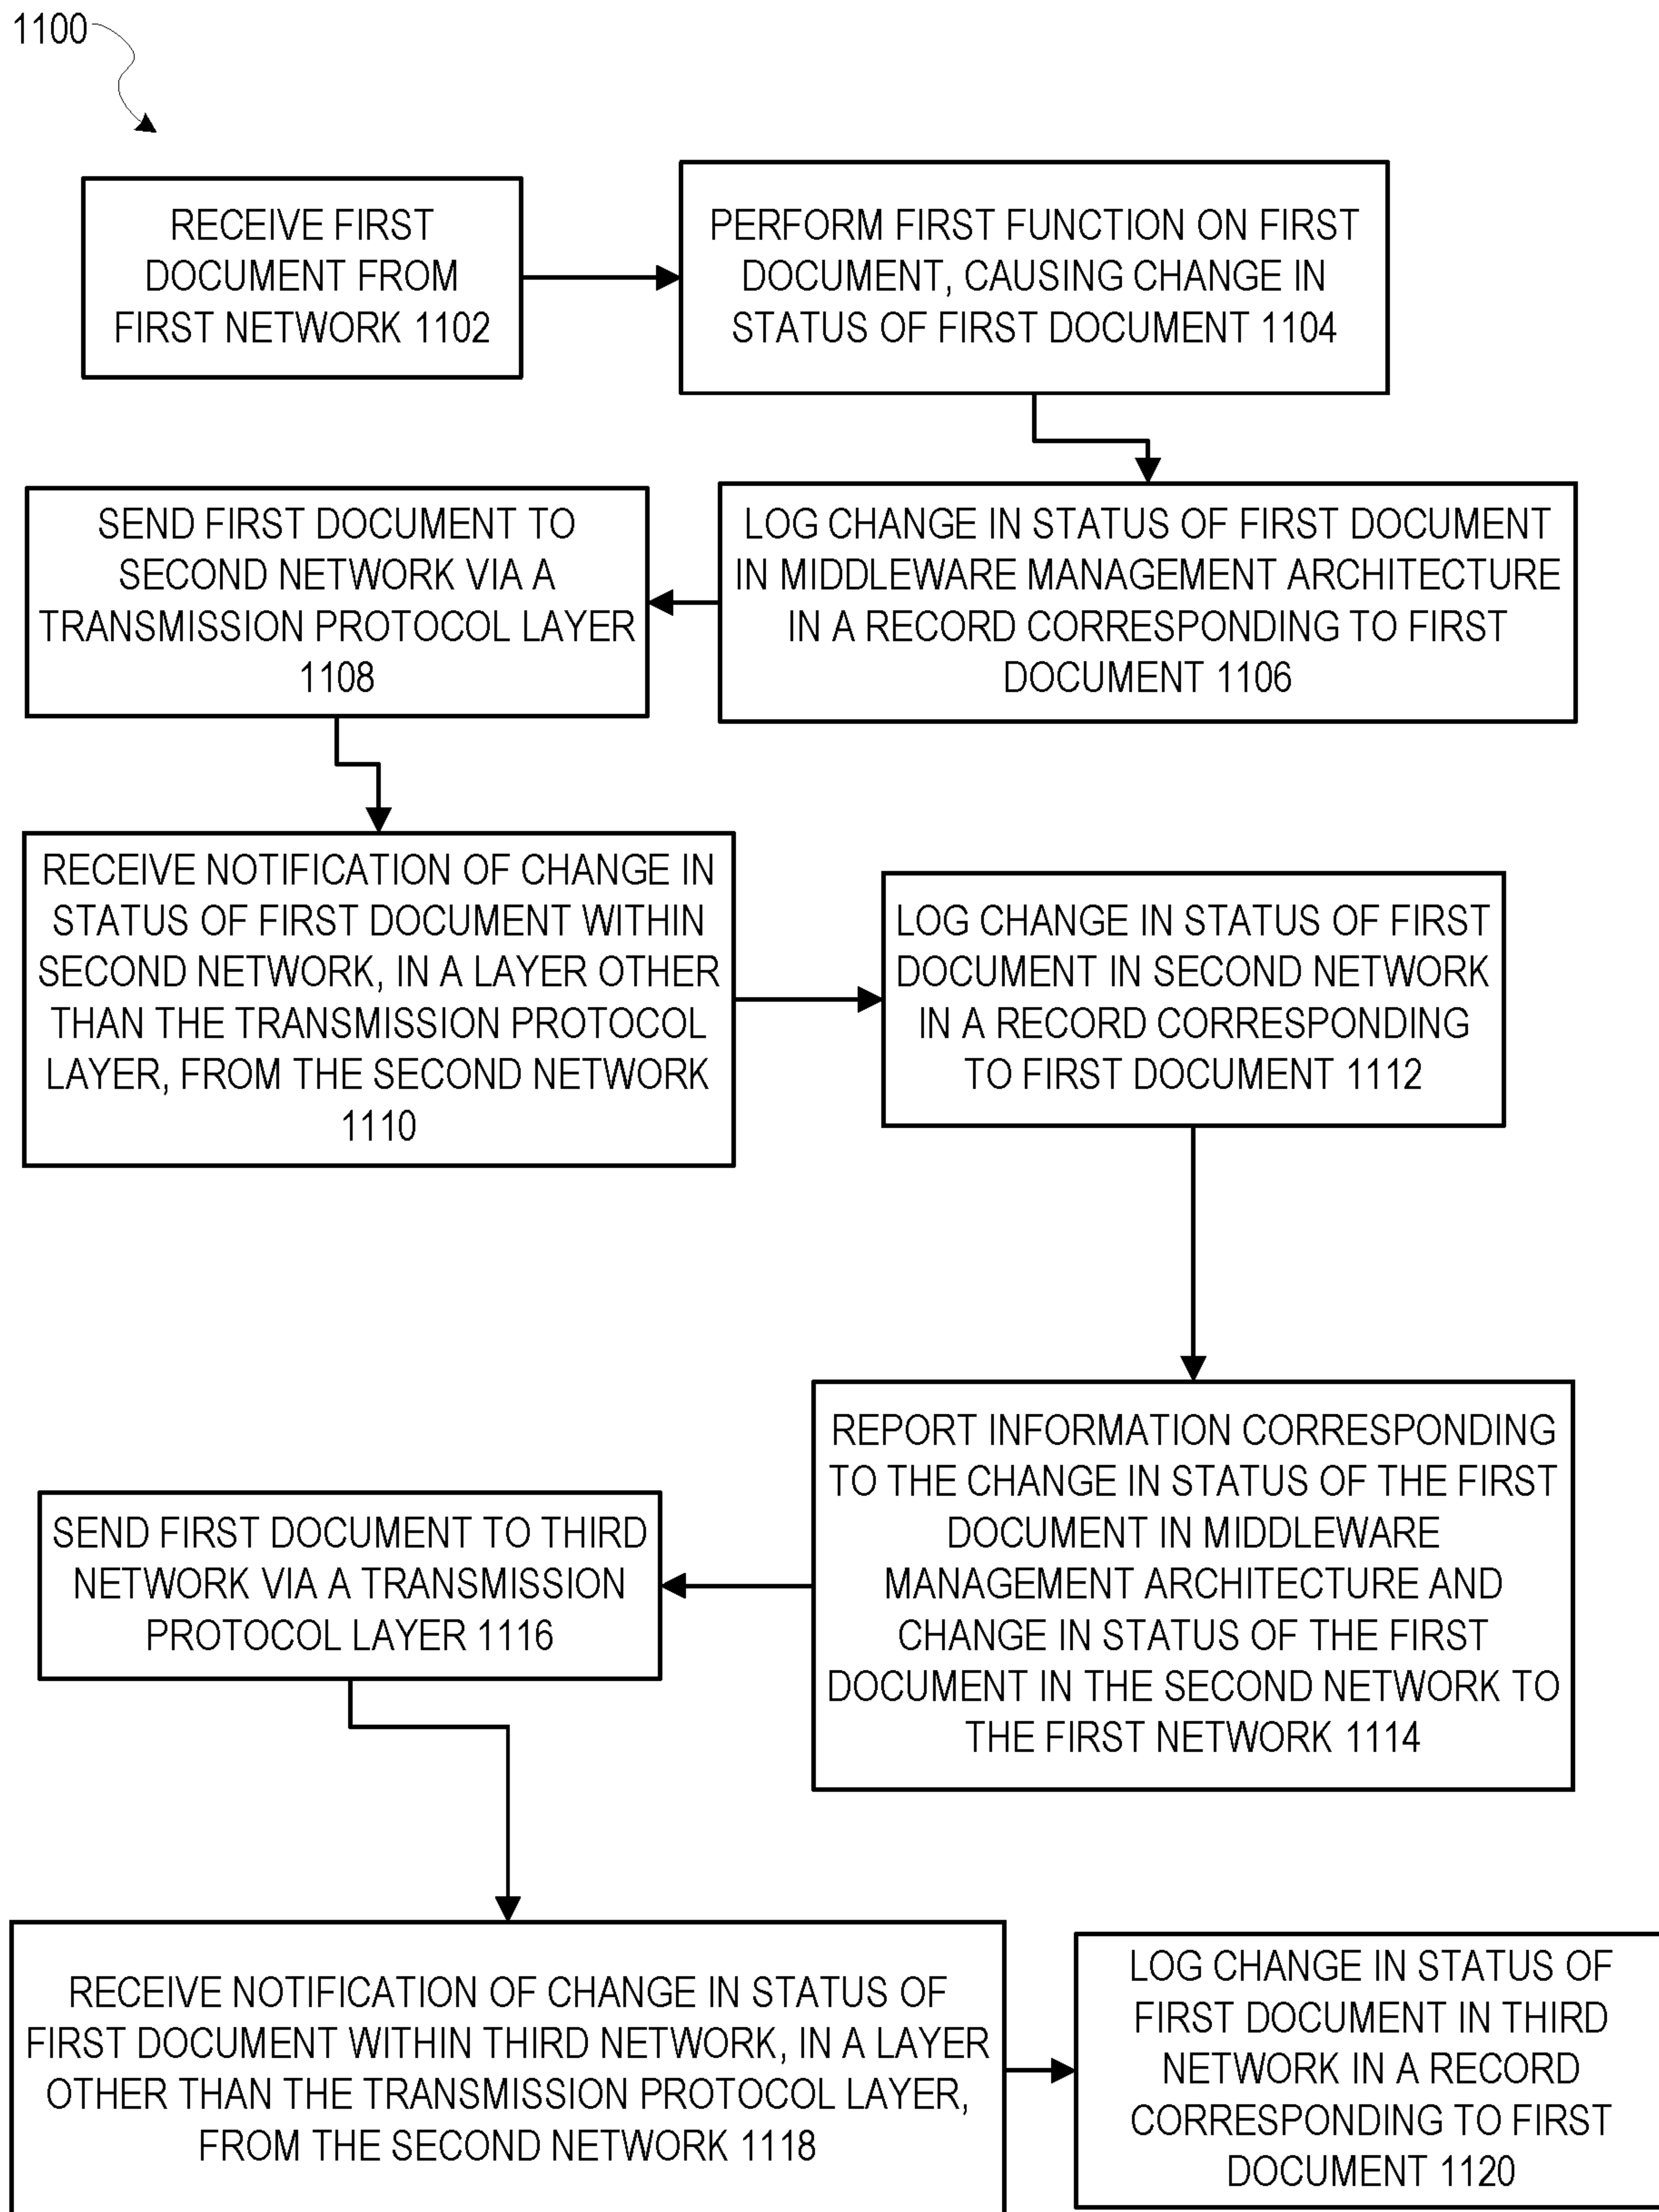 1100
RECEIVE FIRST
DOCUMENT FROM
FIRST NETWORK 1102
PERFORM FIRST FUNCTION ON FIRST
DOCUMENT, CAUSING CHANGE IN
STATUS OF FIRST DOCUMENT 1104
LOG CHANGE IN STATUS OF FIRST DOCUMENT
IN MIDDLEWARE MANAGEMENT ARCHITECTURE
IN A RECORD CORRESPONDING TO FIRST
DOCUMENT 1106
SEND FIRST DOCUMENT TO
SECOND NETWORK VIA A
TRANSMISSION PROTOCOL LAYER
1108
RECEIVE NOTIFICATION OF CHANGE IN
STATUS OF FIRST DOCUMENT WITHIN
SECOND NETWORK, IN A LAYER OTHER
THAN THE TRANSMISSION PROTOCOL
LAYER, FROM THE SECOND NETWORK
1110
LOG CHANGE IN STATUS OF FIRST
DOCUMENT IN SECOND NETWORK
IN A RECORD CORRESPONDING
TO FIRST DOCUMENT 1112
REPORT INFORMATION CORRESPONDING
TO THE CHANGE IN STATUS OF THE FIRST
DOCUMENT IN MIDDLEWARE
MANAGEMENT ARCHITECTURE AND
CHANGE IN STATUS OF THE FIRST
DOCUMENT IN THE SECOND NETWORK TO
THE FIRST NETWORK 1114
SEND FIRST DOCUMENT TO THIRD
NETWORK VIA A TRANSMISSION
PROTOCOL LAYER 1116
RECEIVE NOTIFICATION OF CHANGE IN STATUS OF
FIRST DOCUMENT WITHIN THIRD NETWORK, IN A LAYER
OTHER THAN THE TRANSMISSION PROTOCOL LAYER,
FROM THE SECOND NETWORK 1118
LOG CHANGE IN STATUS OF
FIRST DOCUMENT IN THIRD
NETWORK IN A RECORD
CORRESPONDING TO FIRST
DOCUMENT 1120